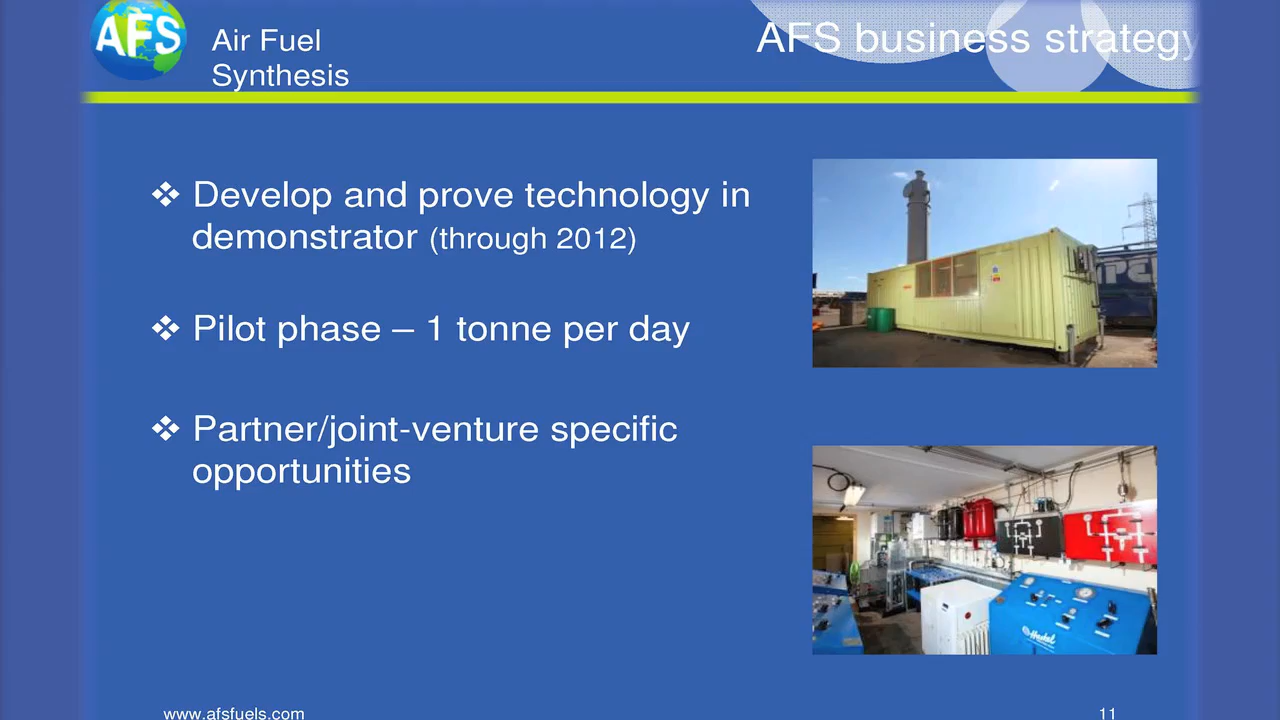 AFS
Air Fuel
Synthesis
AFS business strategy
❖ Develop and prove technology in
demonstrator (through 2012)
❖ Pilot phase – 1 tonne per day
❖ Partner/joint-venture specific
opportunities
www.afsfuels.com
11